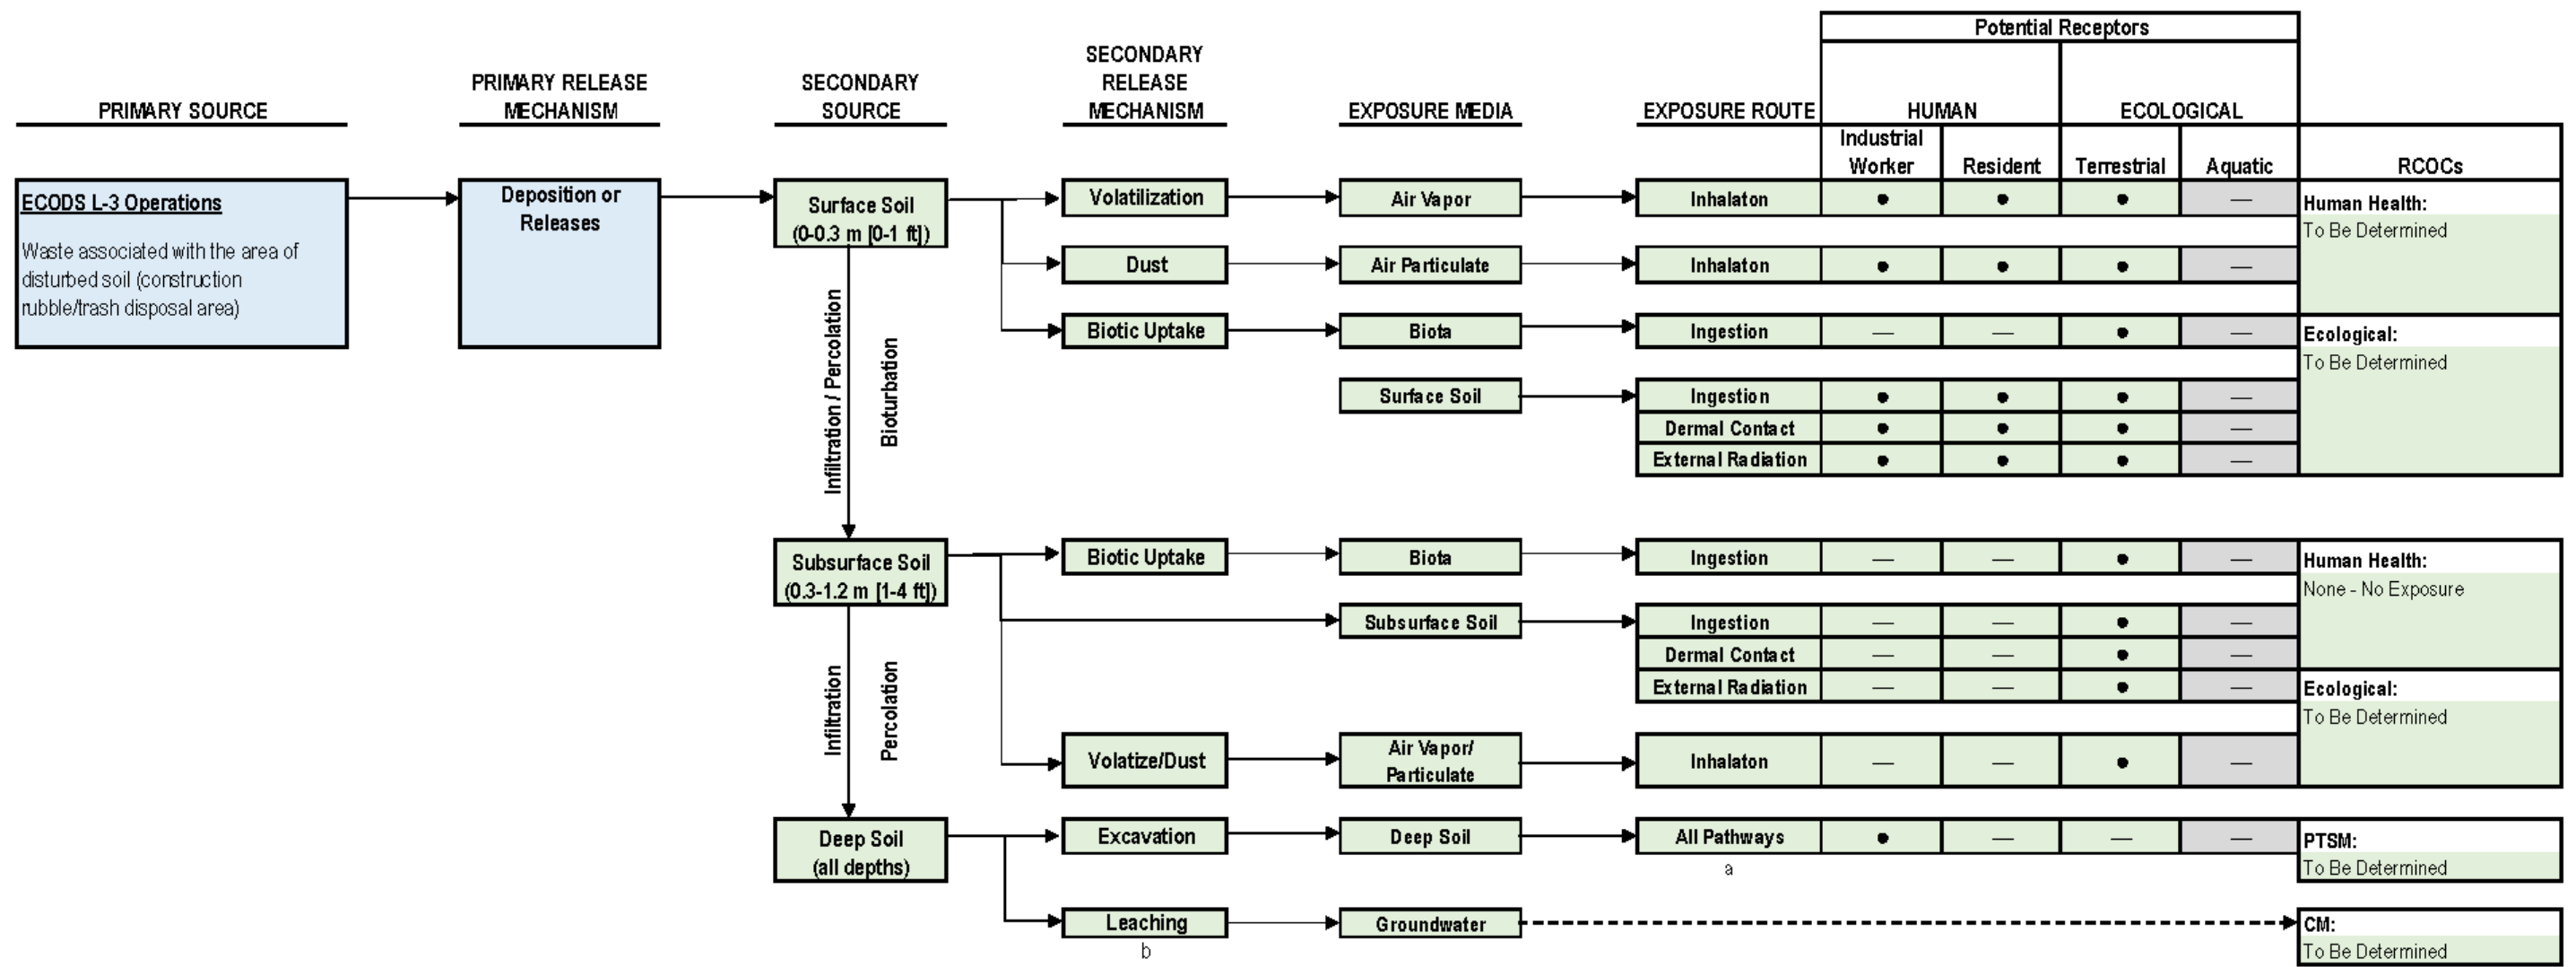 Potential Receptors
PRIMARY SOURCE
PRIMARY RELEASE
MECHANISM
SECONDARY
SOURCE
SECONDARY
RELEASE
MECHANISM
EXPOSURE MEDIA
EXPOSURE ROUTE
HUMAN
ECOLOGICAL
Industrial
Worker
Resident
Terrestrial
Aquatic
RCOCs
ECODS L-3 Operations
Waste associated with the area of
disturbed soil (construction
rubble/trash disposal area)
Deposition or
Releases
Surface Soil
(0-0.3 m [0-1 ft])
Volatilization
Air Vapor
Inhalaton
● ● ● —
Human Health:
To Be Determined
Dust
Air Particulate
Inhalaton
● ● ● —
Biotic Uptake
Biota
Ingestion
— — ● —
Ecological:
To Be Determined
Infiltration / Percolation
Bioturbation
Surface Soil
Ingestion
● ● ● —
Dermal Contact
● ● ● —
External Radiation
● ● ● —
Subsurface Soil
(0.3-1.2 m [1-4 ft])
Biotic Uptake
Biota
Ingestion
— — ● —
Human Health:
None - No Exposure
Subsurface Soil
Ingestion
— — ● —
Dermal Contact
— — ● —
External Radiation
— — ● —
Ecological:
To Be Determined
Infiltration
Percolation
Volatize/Dust
Air Vapor/
Particulate
Inhalaton
— — ● —
Deep Soil
(all depths)
Excavation
Deep Soil
All Pathways
● — — —
a
PTSM:
To Be Determined
Leaching
b
Groundwater
CM:
To Be Determined